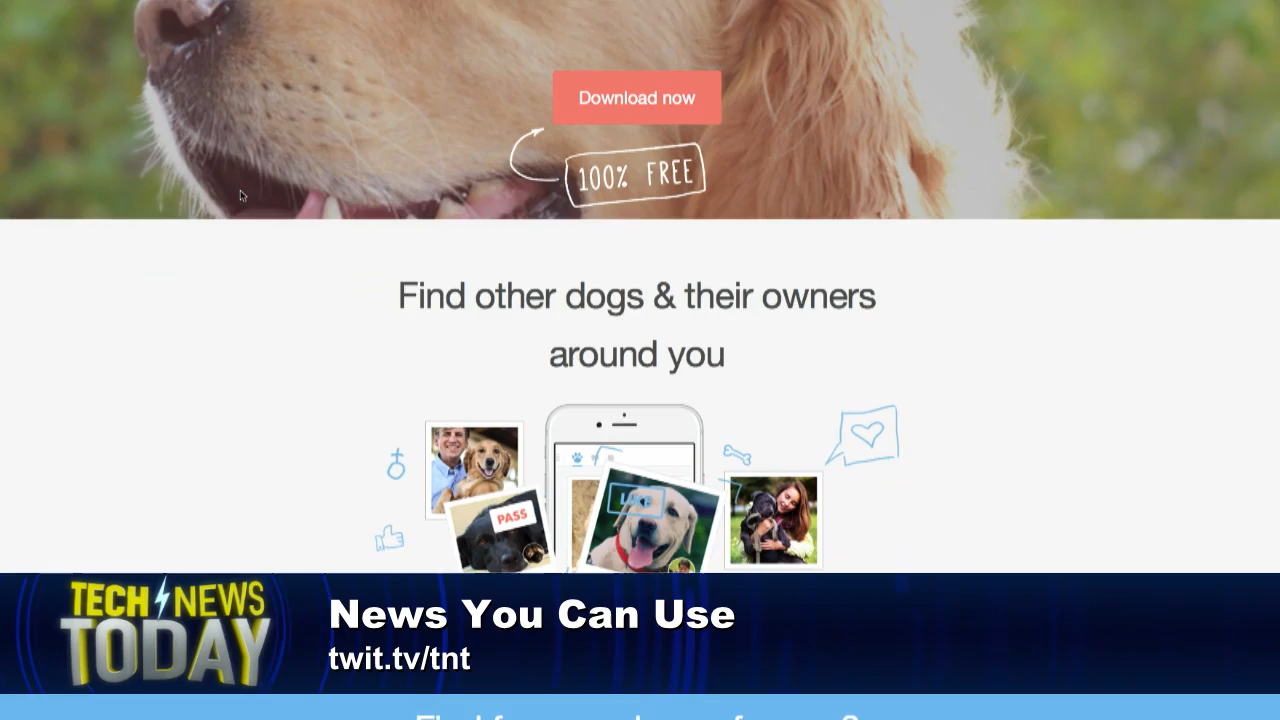 Download now
100% FREE
Find other dogs & their owners
around you
LIKE
PASS
TECH NEWS
TODAY
News You Can Use
twit.tv/tnt